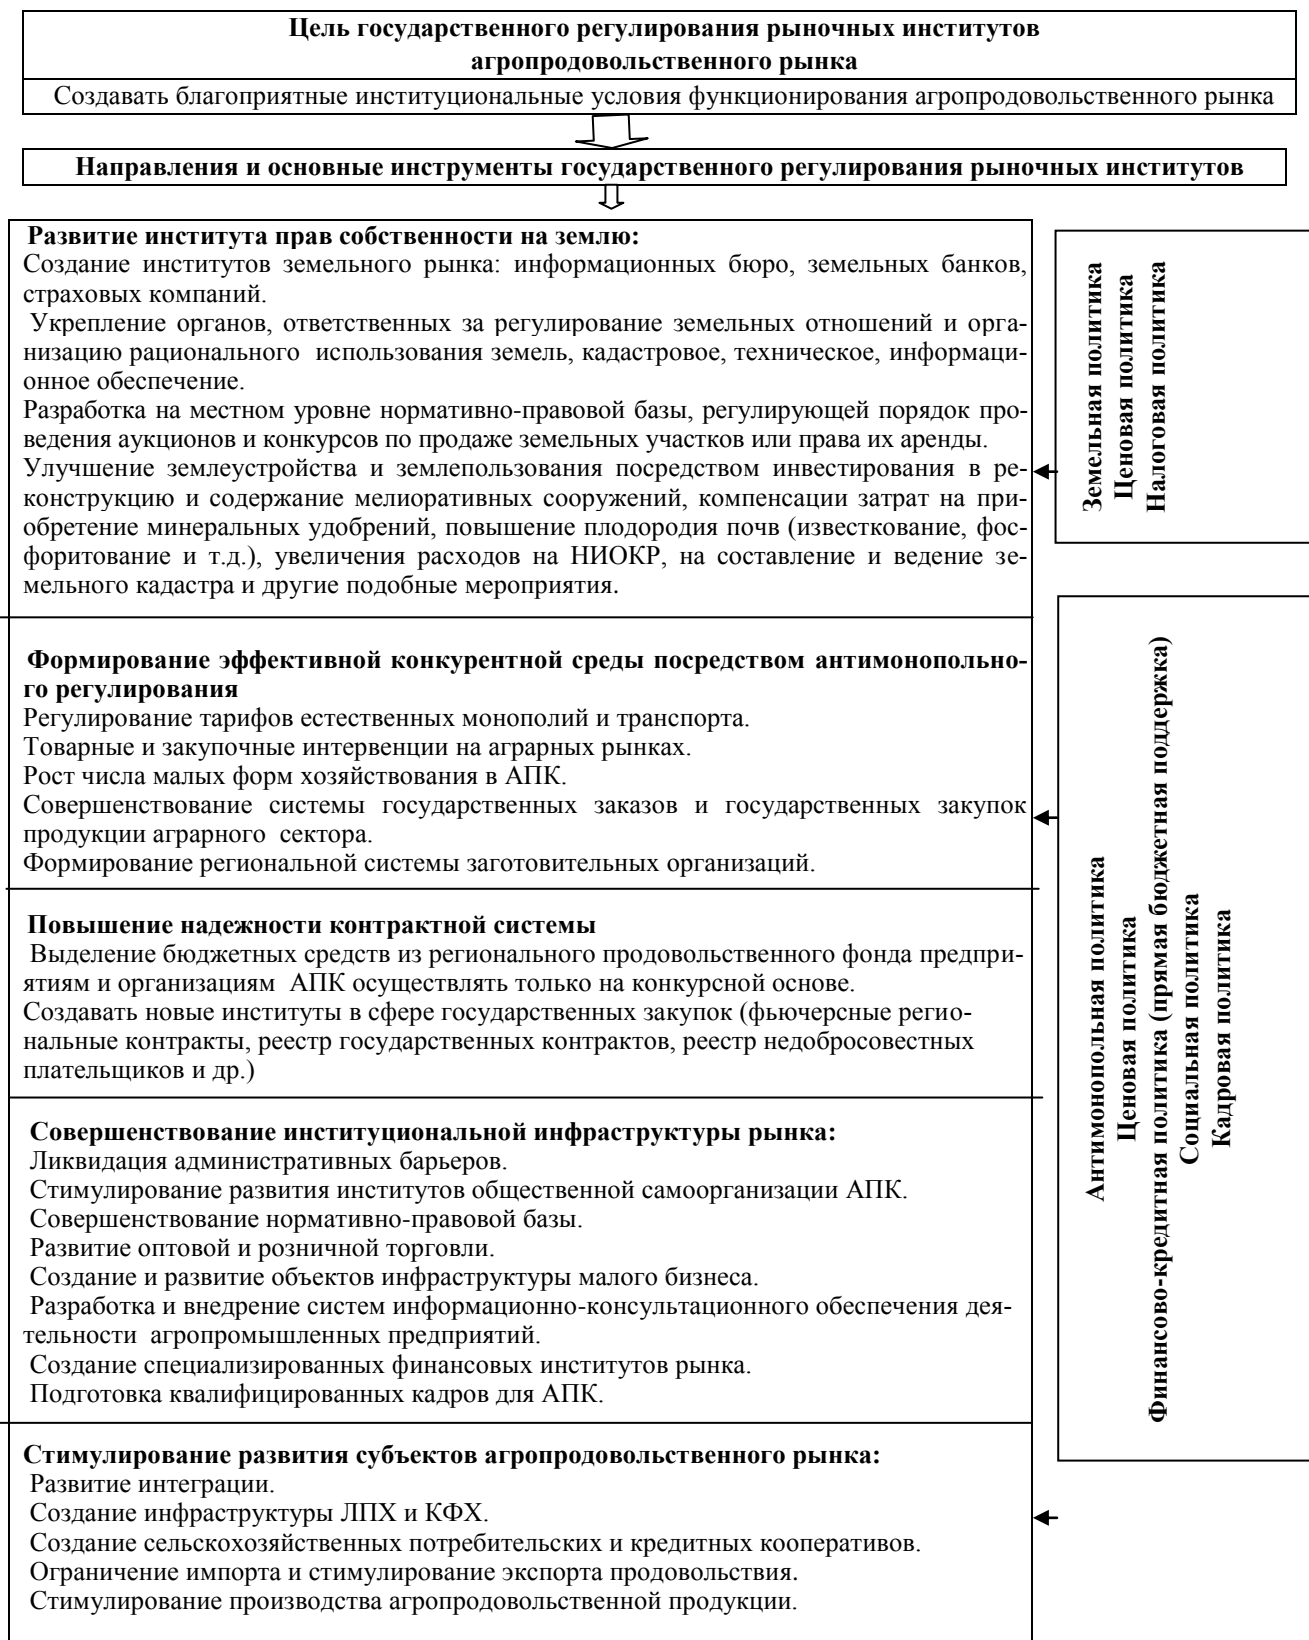 Цель государственного регулирования рыночных институтов
агропродовольственного рынка
Создавать благоприятные институциональные условия функционирования агропродовольственного рынка
Направления и основные инструменты государственного регулирования рыночных институтов
Развитие института прав собственности на землю:
Создание институтов земельного рынка: информационных бюро, земельных банков,
страховых компаний.
Укрепление органов, ответственных за регулирование земельных отношений и орга-
низацию рационального использования земель, кадастровое, техническое, информаци-
онное обеспечение.
Разработка на местном уровне нормативно-правовой базы, регулирующей порядок про-
ведения аукционов и конкурсов по продаже земельных участков или права их аренды.
Улучшение землеустройства и землепользования посредством инвестирования в ре-
конструкцию и содержание мелиоративных сооружений, компенсации затрат на при-
обретение минеральных удобрений, повышение плодородия почв (известкование, фос-
форитование и т.д.), увеличения расходов на НИОКР, на составление и ведение зе-
мельного кадастра и другие подобные мероприятия.
Земельная политика
Ценовая политика
Налоговая политика
Формирование эффективной конкурентной среды посредством антимонопольно-
го регулирования
Регулирование тарифов естественных монополий и транспорта.
Товарные и закупочные интервенции на аграрных рынках.
Рост числа малых форм хозяйствования в АПК.
Совершенствование системы государственных заказов и государственных закупок
продукции аграрного сектора.
Формирование региональной системы заготовительных организаций.
Повышение надежности контрактной системы
Выделение бюджетных средств из регионального продовольственного фонда предпри-
ятиям и организациям АПК осуществлять только на конкурсной основе.
Создавать новые институты в сфере государственных закупок (фьючерсные регио-
нальные контракты, реестр государственных контрактов, реестр недобросовестных
плательщиков и др.)
Совершенствование институциональной инфраструктуры рынка:
Ликвидация административных барьеров.
Стимулирование развития институтов общественной самоорганизации АПК.
Совершенствование нормативно-правовой базы.
Развитие оптовой и розничной торговли.
Создание и развитие объектов инфраструктуры малого бизнеса.
Разработка и внедрение систем информационно-консультационного обеспечения дея-
тельности агропромышленных предприятий.
Создание специализированных финансовых институтов рынка.
Подготовка квалифицированных кадров для АПК.
Стимулирование развития субъектов агропродовольственного рынка:
Развитие интеграции.
Создание инфраструктуры ЛПХ и КФХ.
Создание сельскохозяйственных потребительских и кредитных кооперативов.
Ограничение импорта и стимулирование экспорта продовольствия.
Стимулирование производства агропродовольственной продукции.
Антимонопольная политика
Ценовая политика
Финансово-кредитная политика (прямая бюджетная поддержка)
Социальная политика
Кадровая политика